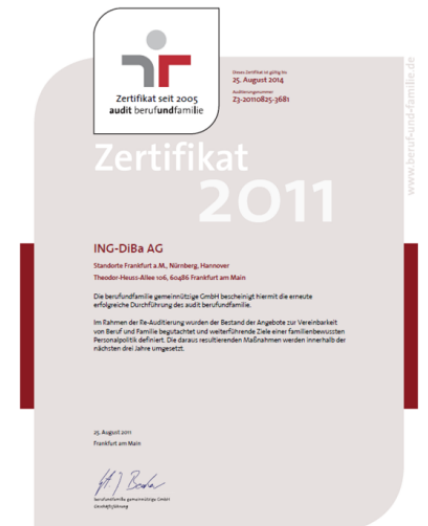 Zertifikat seit 2005
audit berufundfamilie
Dieses Zertifikat ist gültig bis
25. August 2014
Auditierungsnummer
Z3-20110825-3681
www.beruf-und-familie.de
Zertifikat
2011
ING-DiBa AG
Standorte Frankfurt a.M., Nürnberg, Hannover
Theodor-Heuss-Allee 106, 60486 Frankfurt am Main
Die berufundfamilie gemeinnützige GmbH bescheinigt hiermit die erneute
erfolgreiche Durchführung des audit berufundfamilie.
Im Rahmen der Re-Auditierung wurden der Bestand der Angebote zur Vereinbarkeit
von Beruf und Familie begutachtet und weiterführende Ziele einer familienbewussten
Personalpolitik definiert. Die daraus resultierenden Maßnahmen werden innerhalb der
nächsten drei Jahre umgesetzt.
25. August 2011
Frankfurt am Main
berufundfamilie gemeinnützige GmbH
Geschäftsführung